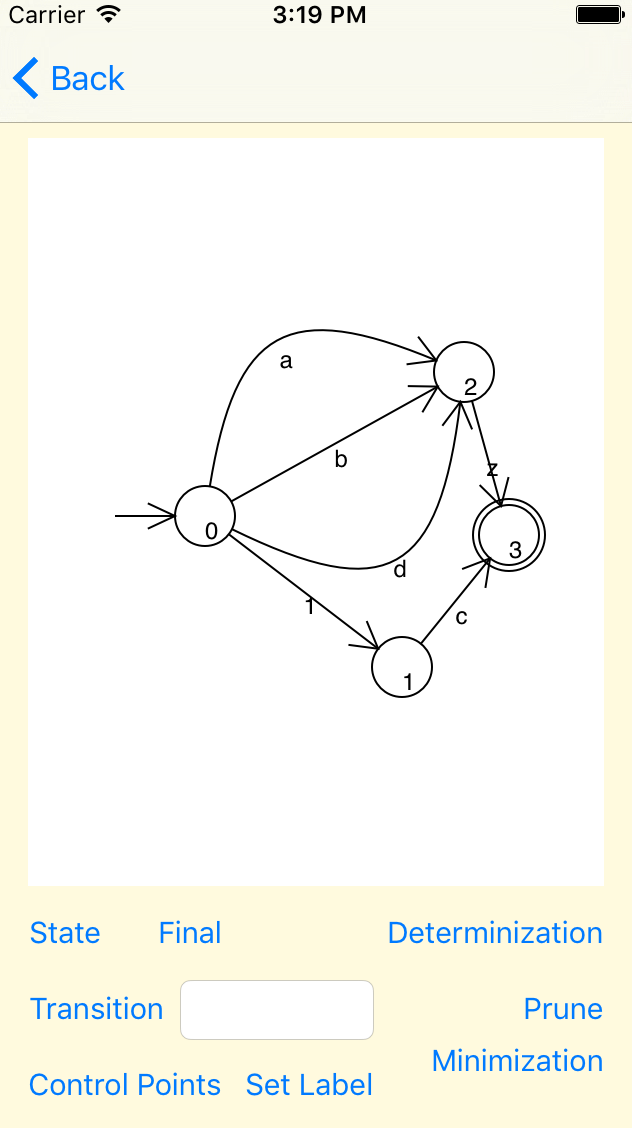 Carrier 3:19 PM
Back
a
2
b
z
0
3
d
1
c
1
State Final Determinization
Transition Prune
Minimization
Control Points Set Label